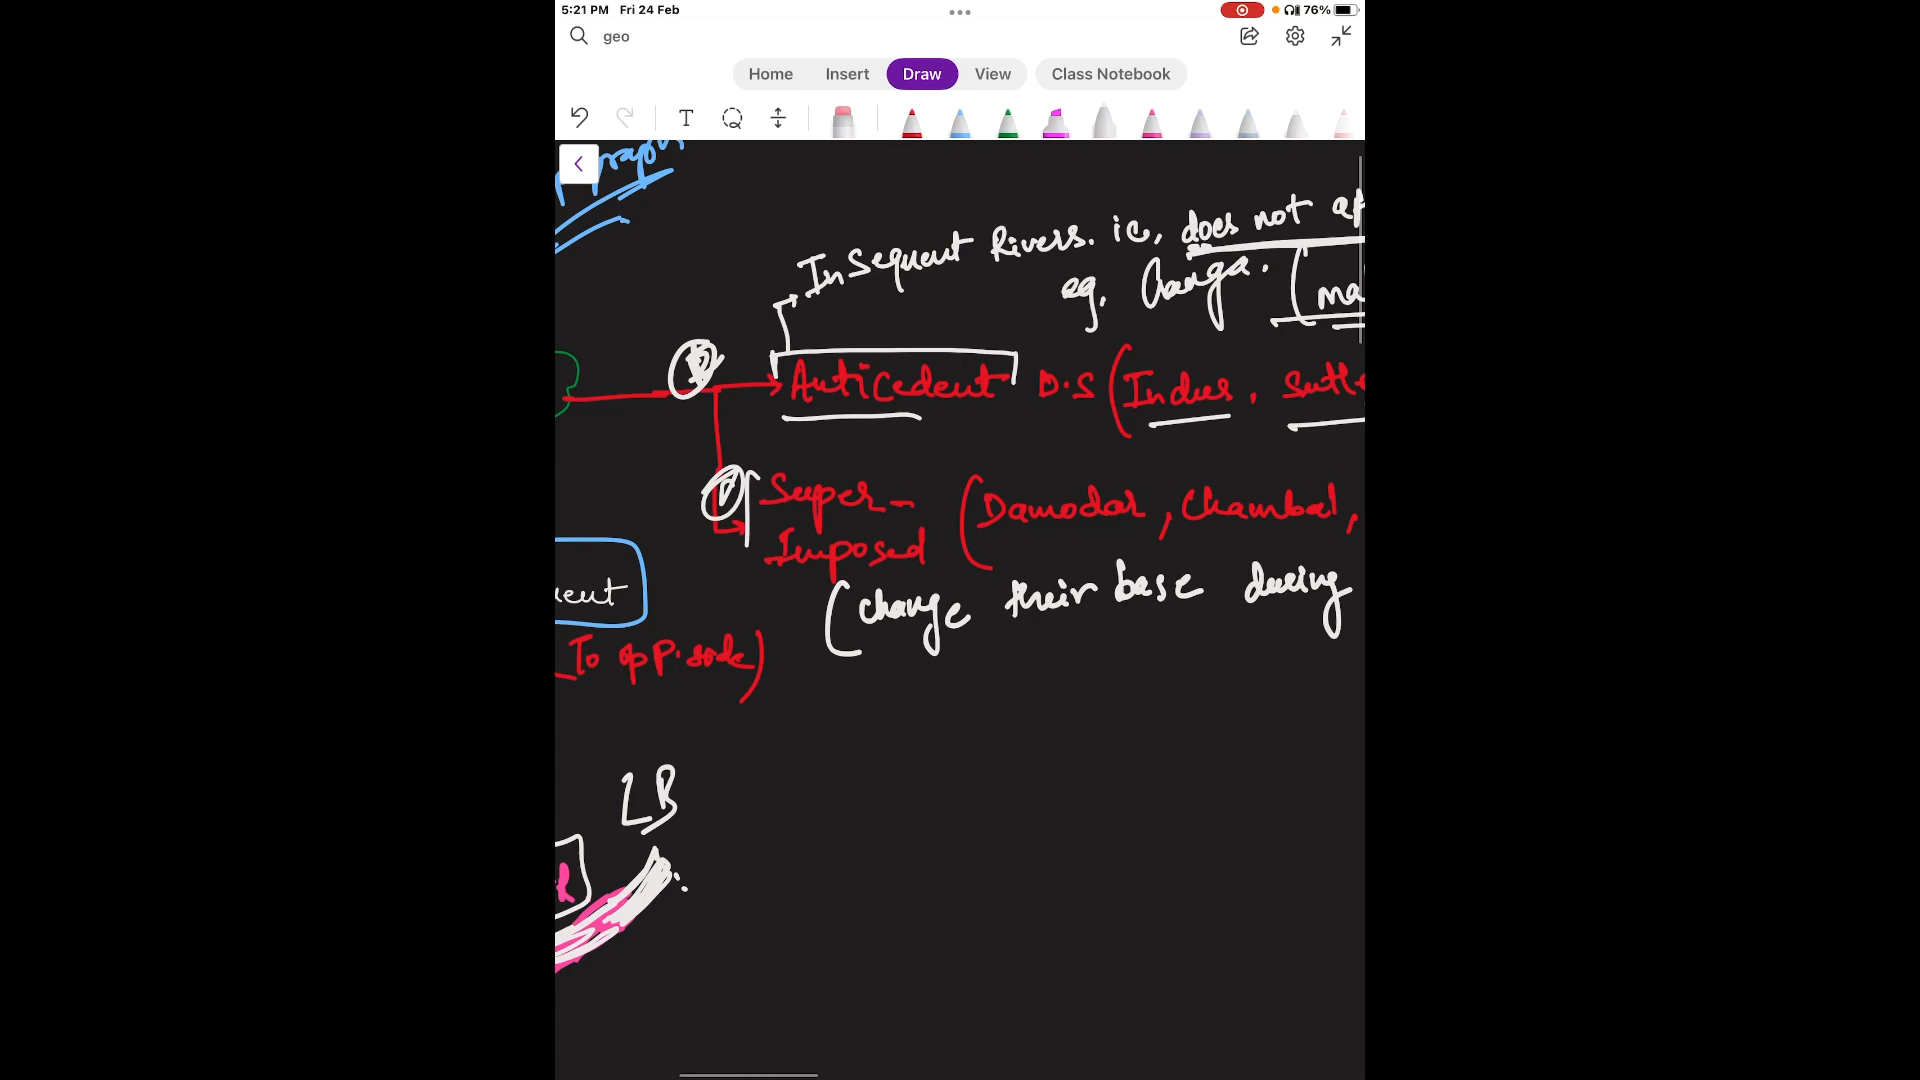 5:21 PM Fri 24 Feb
76%
geo
Home Insert Draw View Class Notebook
T
InSequent Rivers. ie, does not
eg. Ganga. (
AntiCedent D.S (Indus, Sutle
Super-
Imposed (Damodar, Chambal,
(change their base during
To opp. side)
LB